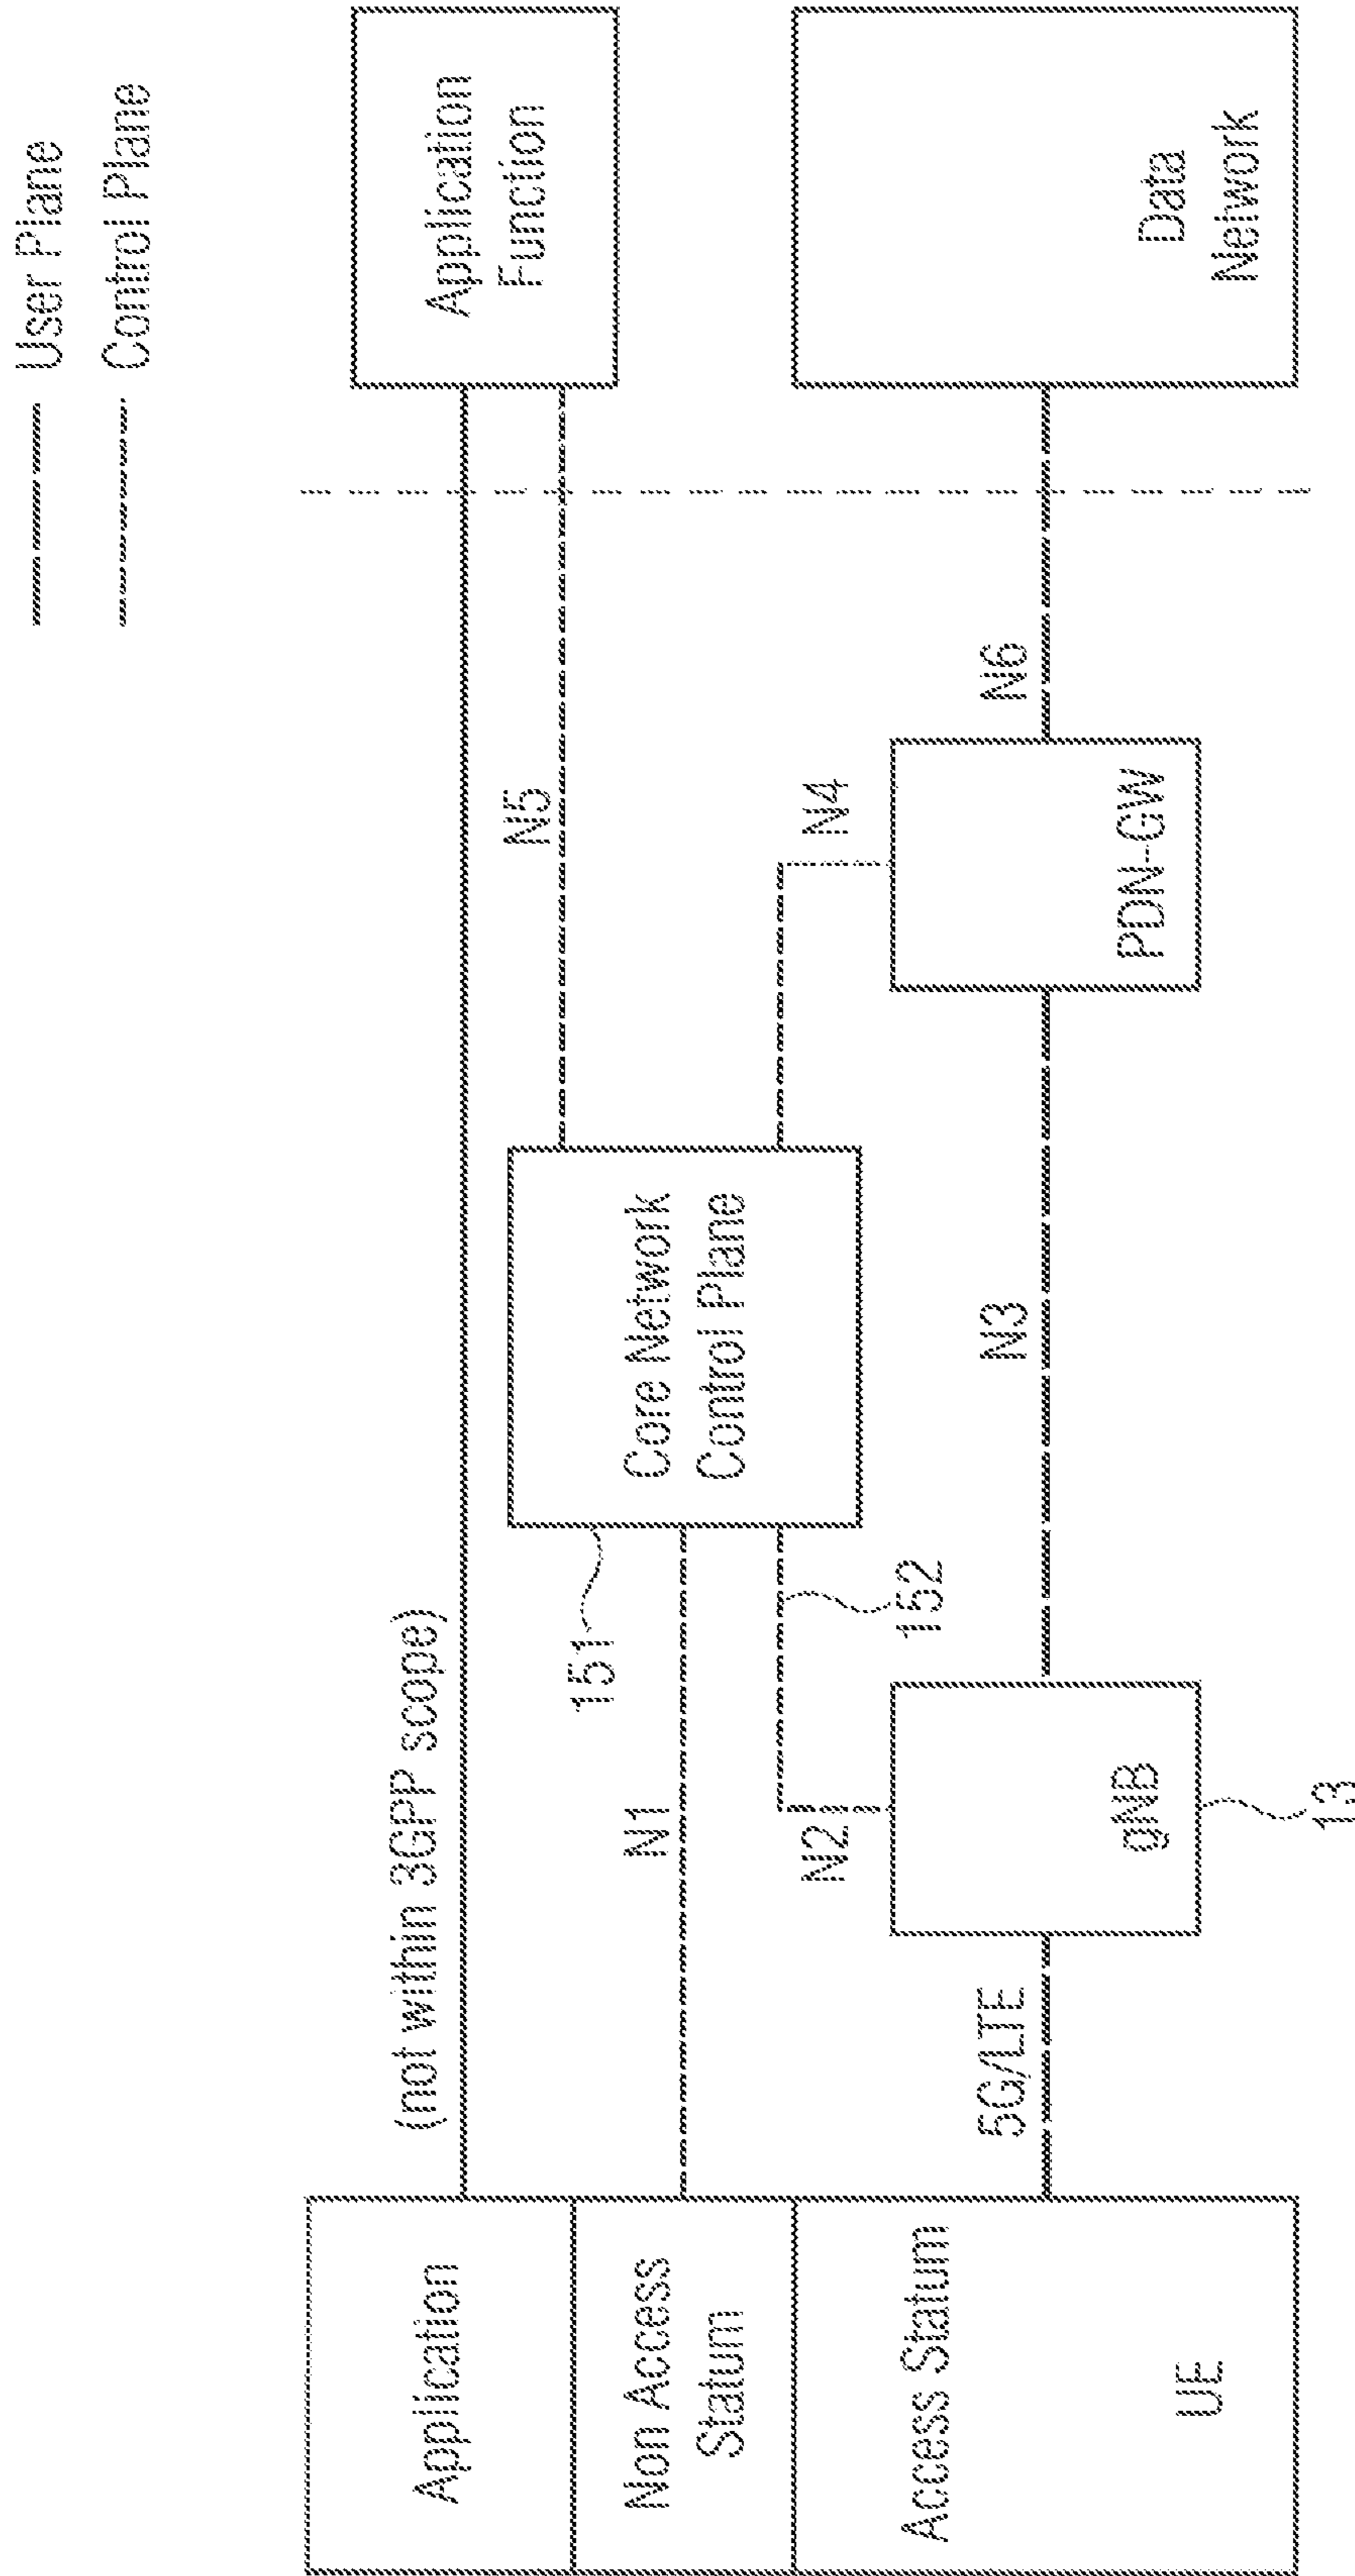 User Plane
Control Plane
Application
Function
Data
Network
(not within 3GPP scope)
N5
N6
N4
PDN-GW
Core Network
Control Plane
151
152
N1
N2
N3
gNB
13
5G/LTE
Application
Non Access
Statum
Access Statum
UE